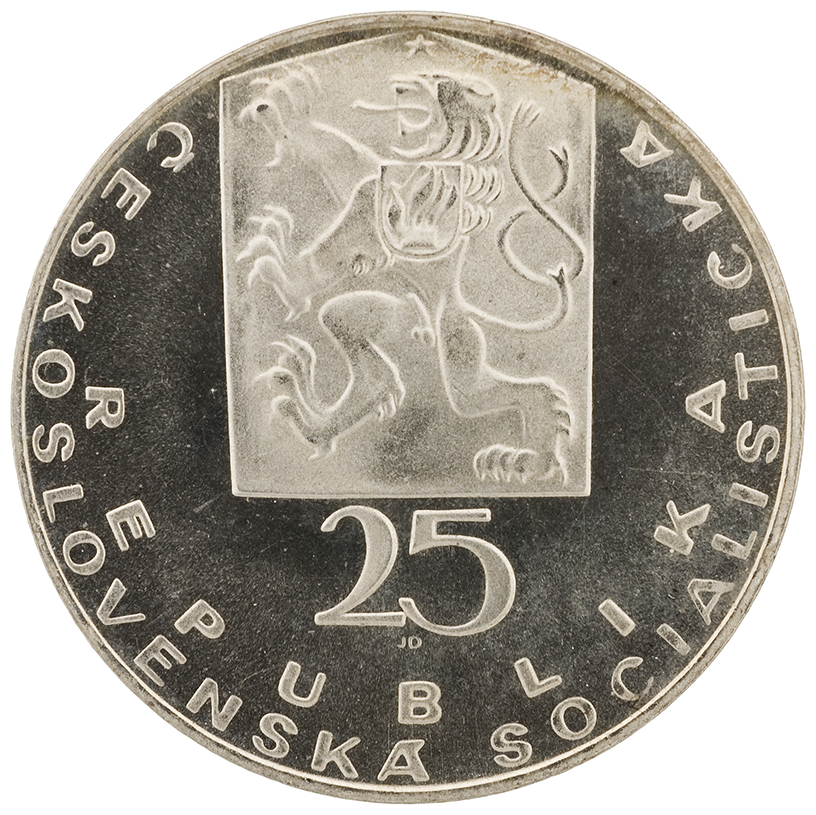 ČESKOSLOVENSKÁ SOCIALISTICKÁ
REPUBLIKA
25
JD